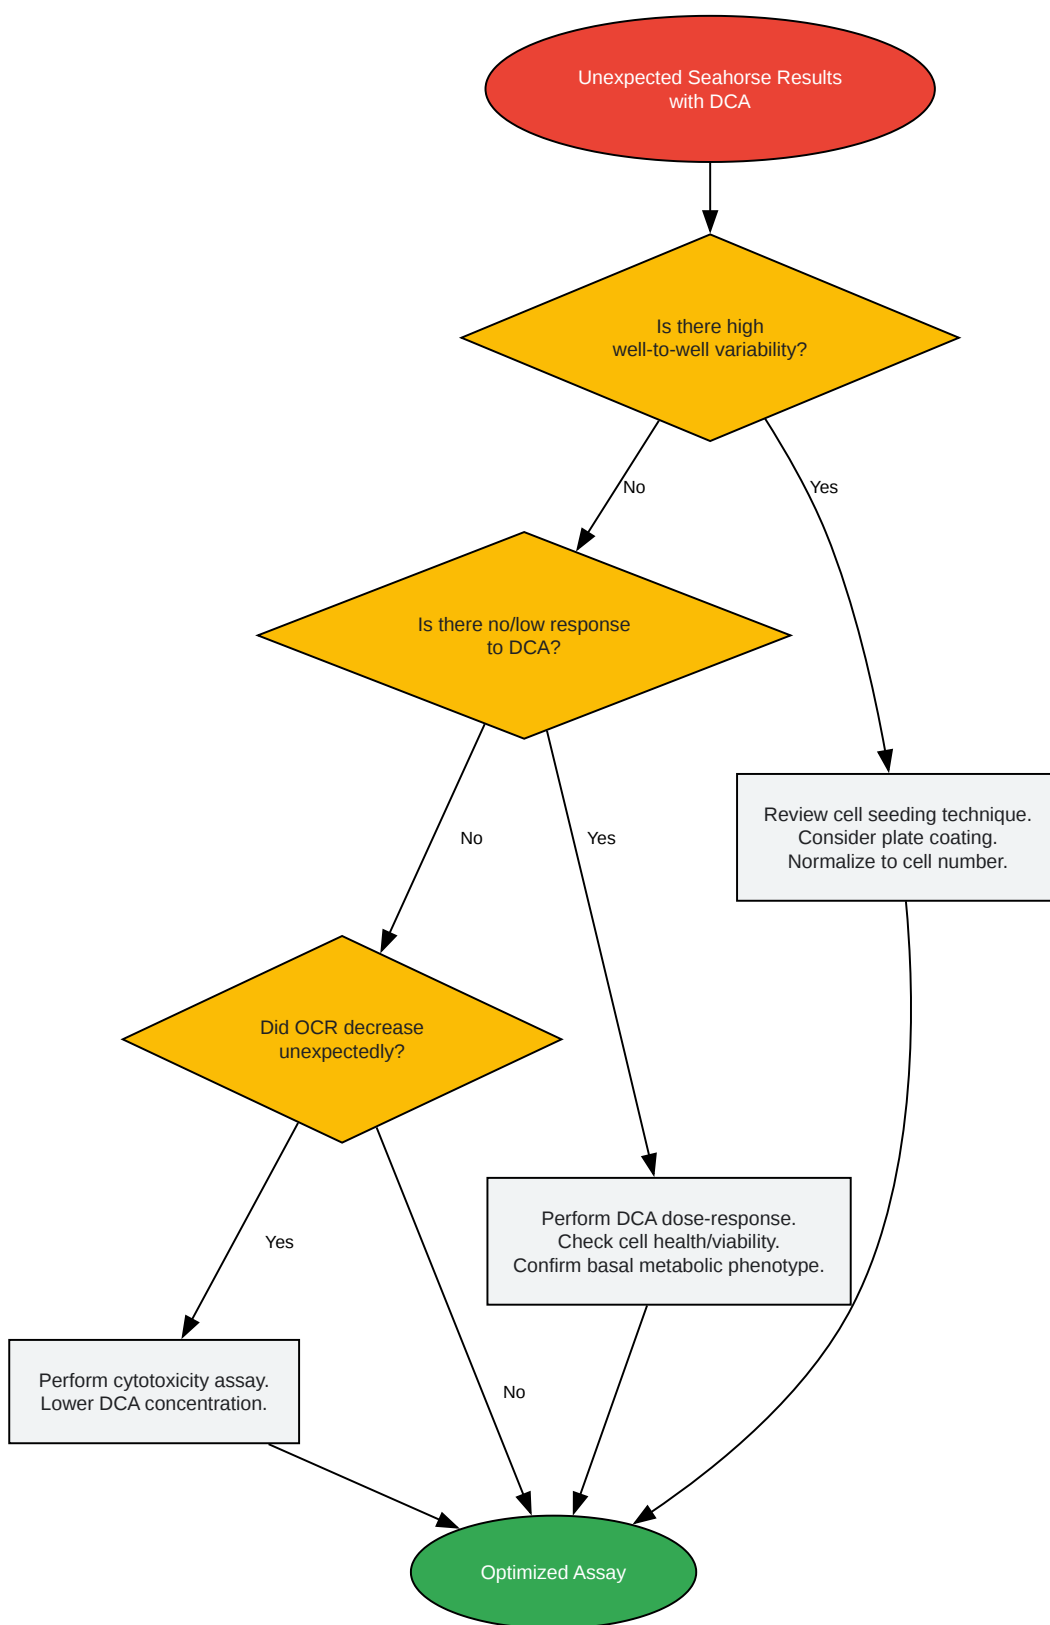 Unexpected Seahorse Results
with DCA
Is there high
well-to-well variability?
No
Yes
Is there no/low response
to DCA?
No
Yes
Review cell seeding technique.
Consider plate coating.
Normalize to cell number.
Did OCR decrease
unexpectedly?
Yes
No
Perform DCA dose-response.
Check cell health/viability.
Confirm basal metabolic phenotype.
Perform cytotoxicity assay.
Lower DCA concentration.
Optimized Assay